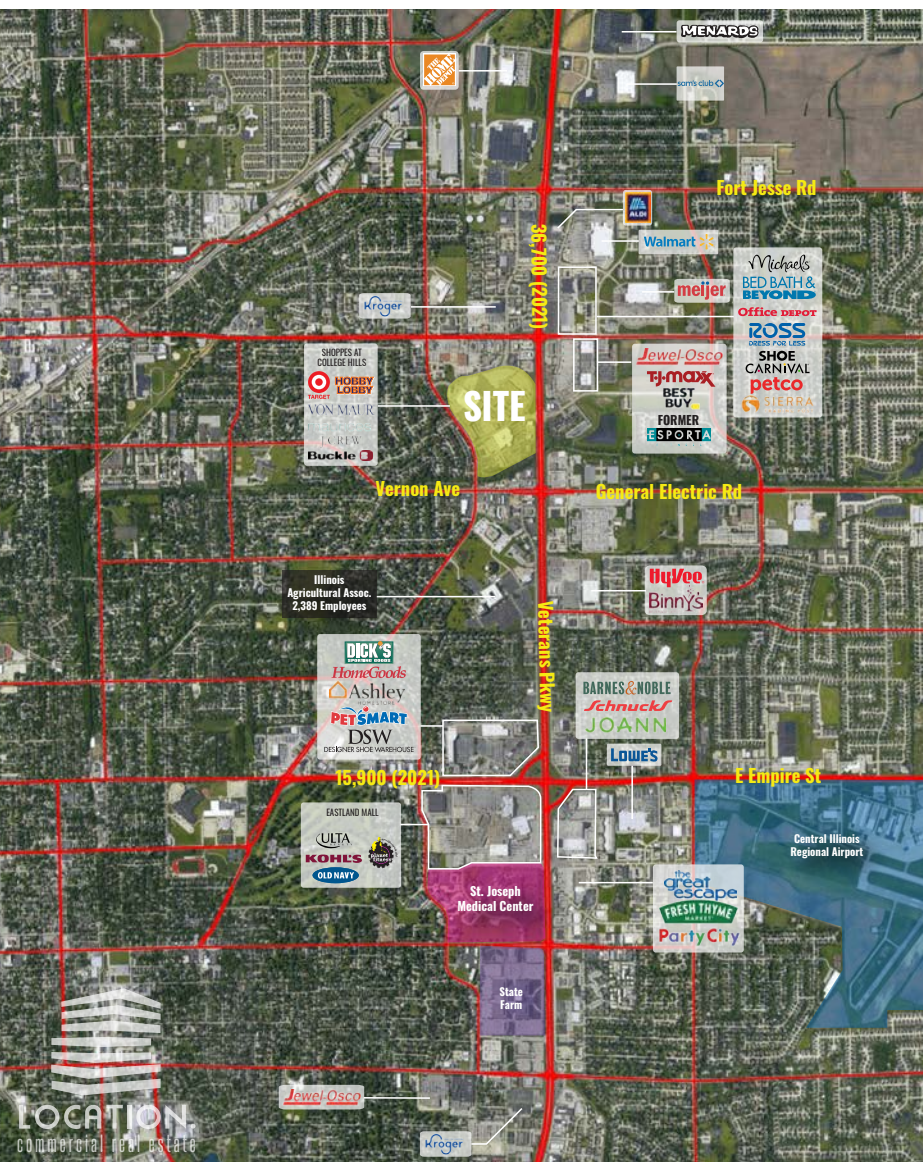 MENARDS
THE
HOME
DEPOT
sam's club
Fort Jesse Rd
ALDI
36,700 (2021)
Walmart
meijer
Kroger
Michaels
BED BATH &
BEYOND
Office DEPOT
ROSS
DRESS FOR LESS
SHOE
CARNIVAL
petco
SIERRA
SHOPPES AT
COLLEGE HILLS
TARGET
HOBBY
LOBBY
VON MAUR
J.CREW
Buckle
SITE
Jewel-Osco
T.J.maxx
BEST
BUY
FORMER
ESPORTA
Vernon Ave
General Electric Rd
Illinois
Agricultural Assoc.
2,389 Employees
HyVee
Binny's
Veterans Pkwy
DICK'S
SPORTING GOODS
HomeGoods
Ashley
HOMESTORE
PETSMART
DSW
DESIGNER SHOE WAREHOUSE
BARNES&NOBLE
Schnucks
JOANN
LOWE'S
15,900 (2021)
E Empire St
EASTLAND MALL
ULTA
KOHL'S
planet
fitness
OLD NAVY
Central Illinois
Regional Airport
St. Joseph
Medical Center
the
great
escape
FRESH THYME
MARKET
Party City
State
Farm
Jewel-Osco
Kroger
LOCATION
commercial real estate